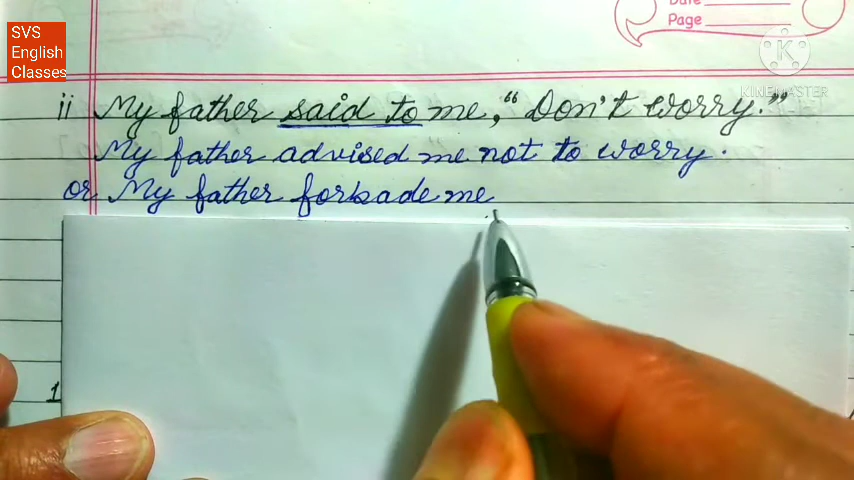 SVS
English
Classes
Date
Page
KINEMASTER
ii My father said to me, "Don't worry."
My father advised me not to worry.
or My father forbade me
1